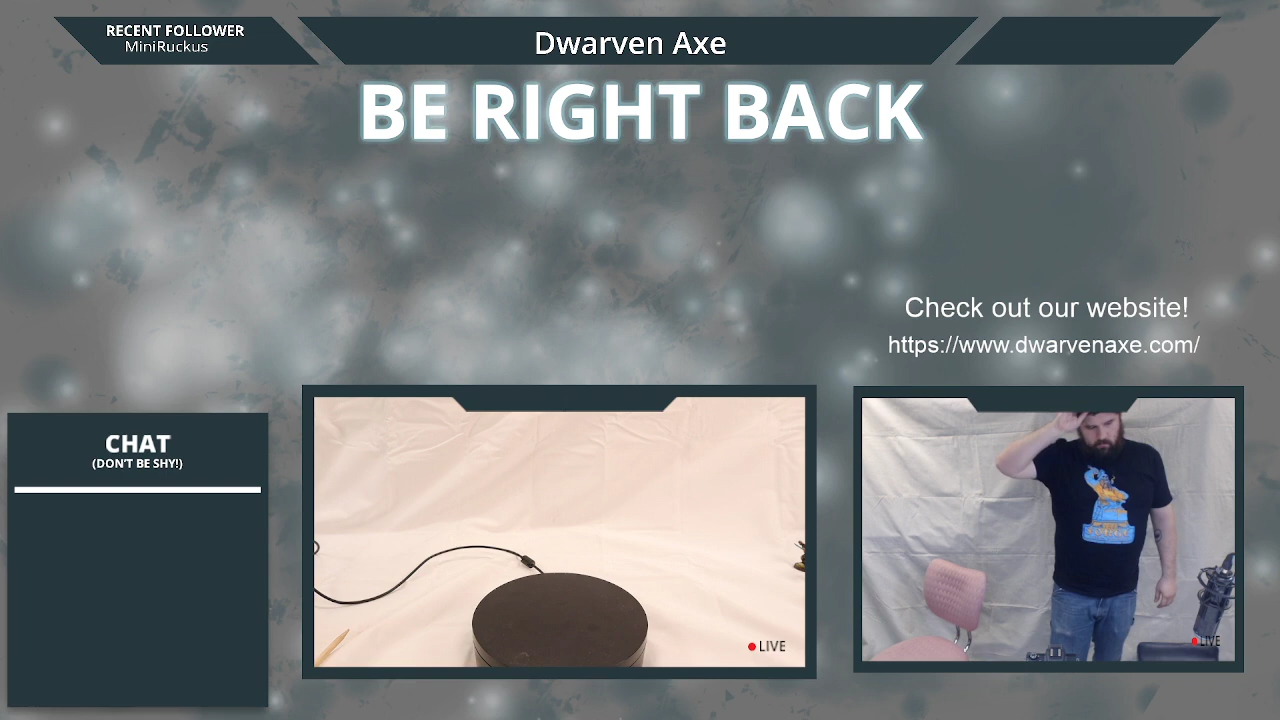 RECENT FOLLOWER
MiniRuckus
Dwarven Axe
BE RIGHT BACK
Check out our website!
https://www.dwarvenaxe.com/
CHAT
(DON'T BE SHY!)
LIVE
LIVE